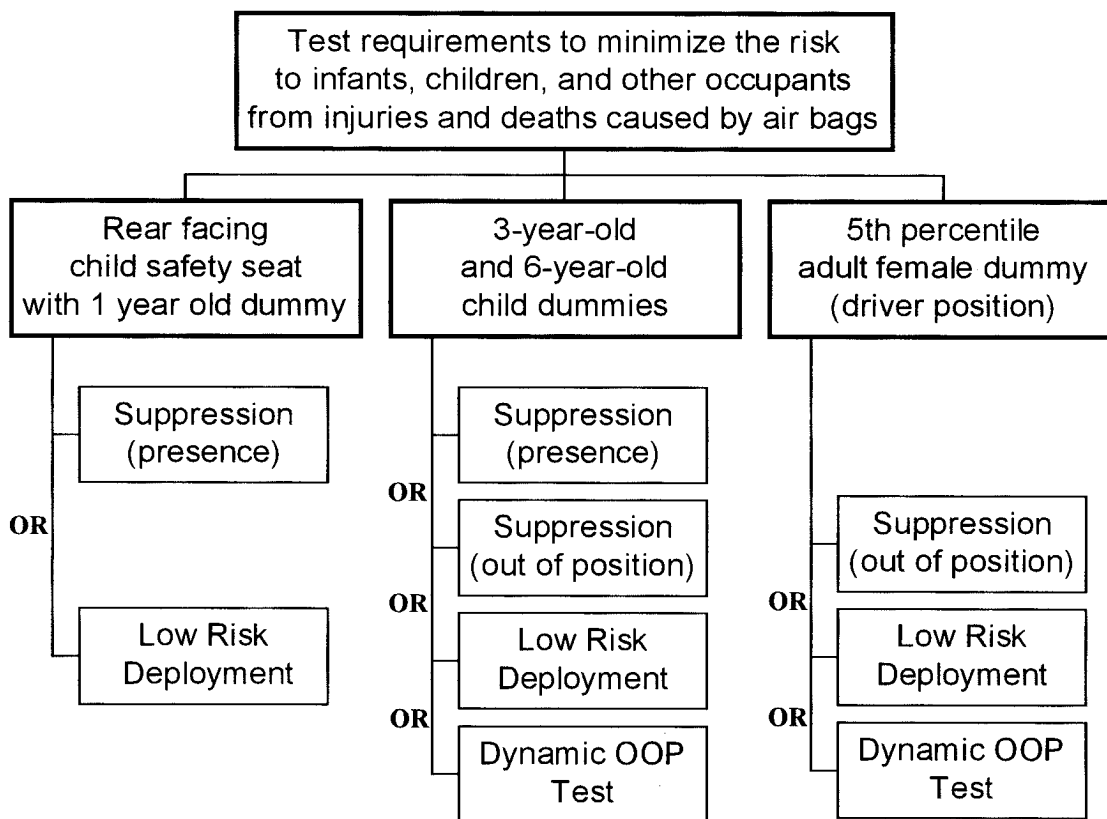 Test requirements to minimize the risk
to infants, children, and other occupants
from injuries and deaths caused by air bags
Rear facing
child safety seat
with 1 year old dummy
Suppression
(presence)
OR
Low Risk
Deployment
3-year-old
and 6-year-old
child dummies
Suppression
(presence)
OR
Suppression
(out of position)
OR
Low Risk
Deployment
OR
Dynamic OOP
Test
5th percentile
adult female dummy
(driver position)
Suppression
(out of position)
OR
Low Risk
Deployment
OR
Dynamic OOP
Test